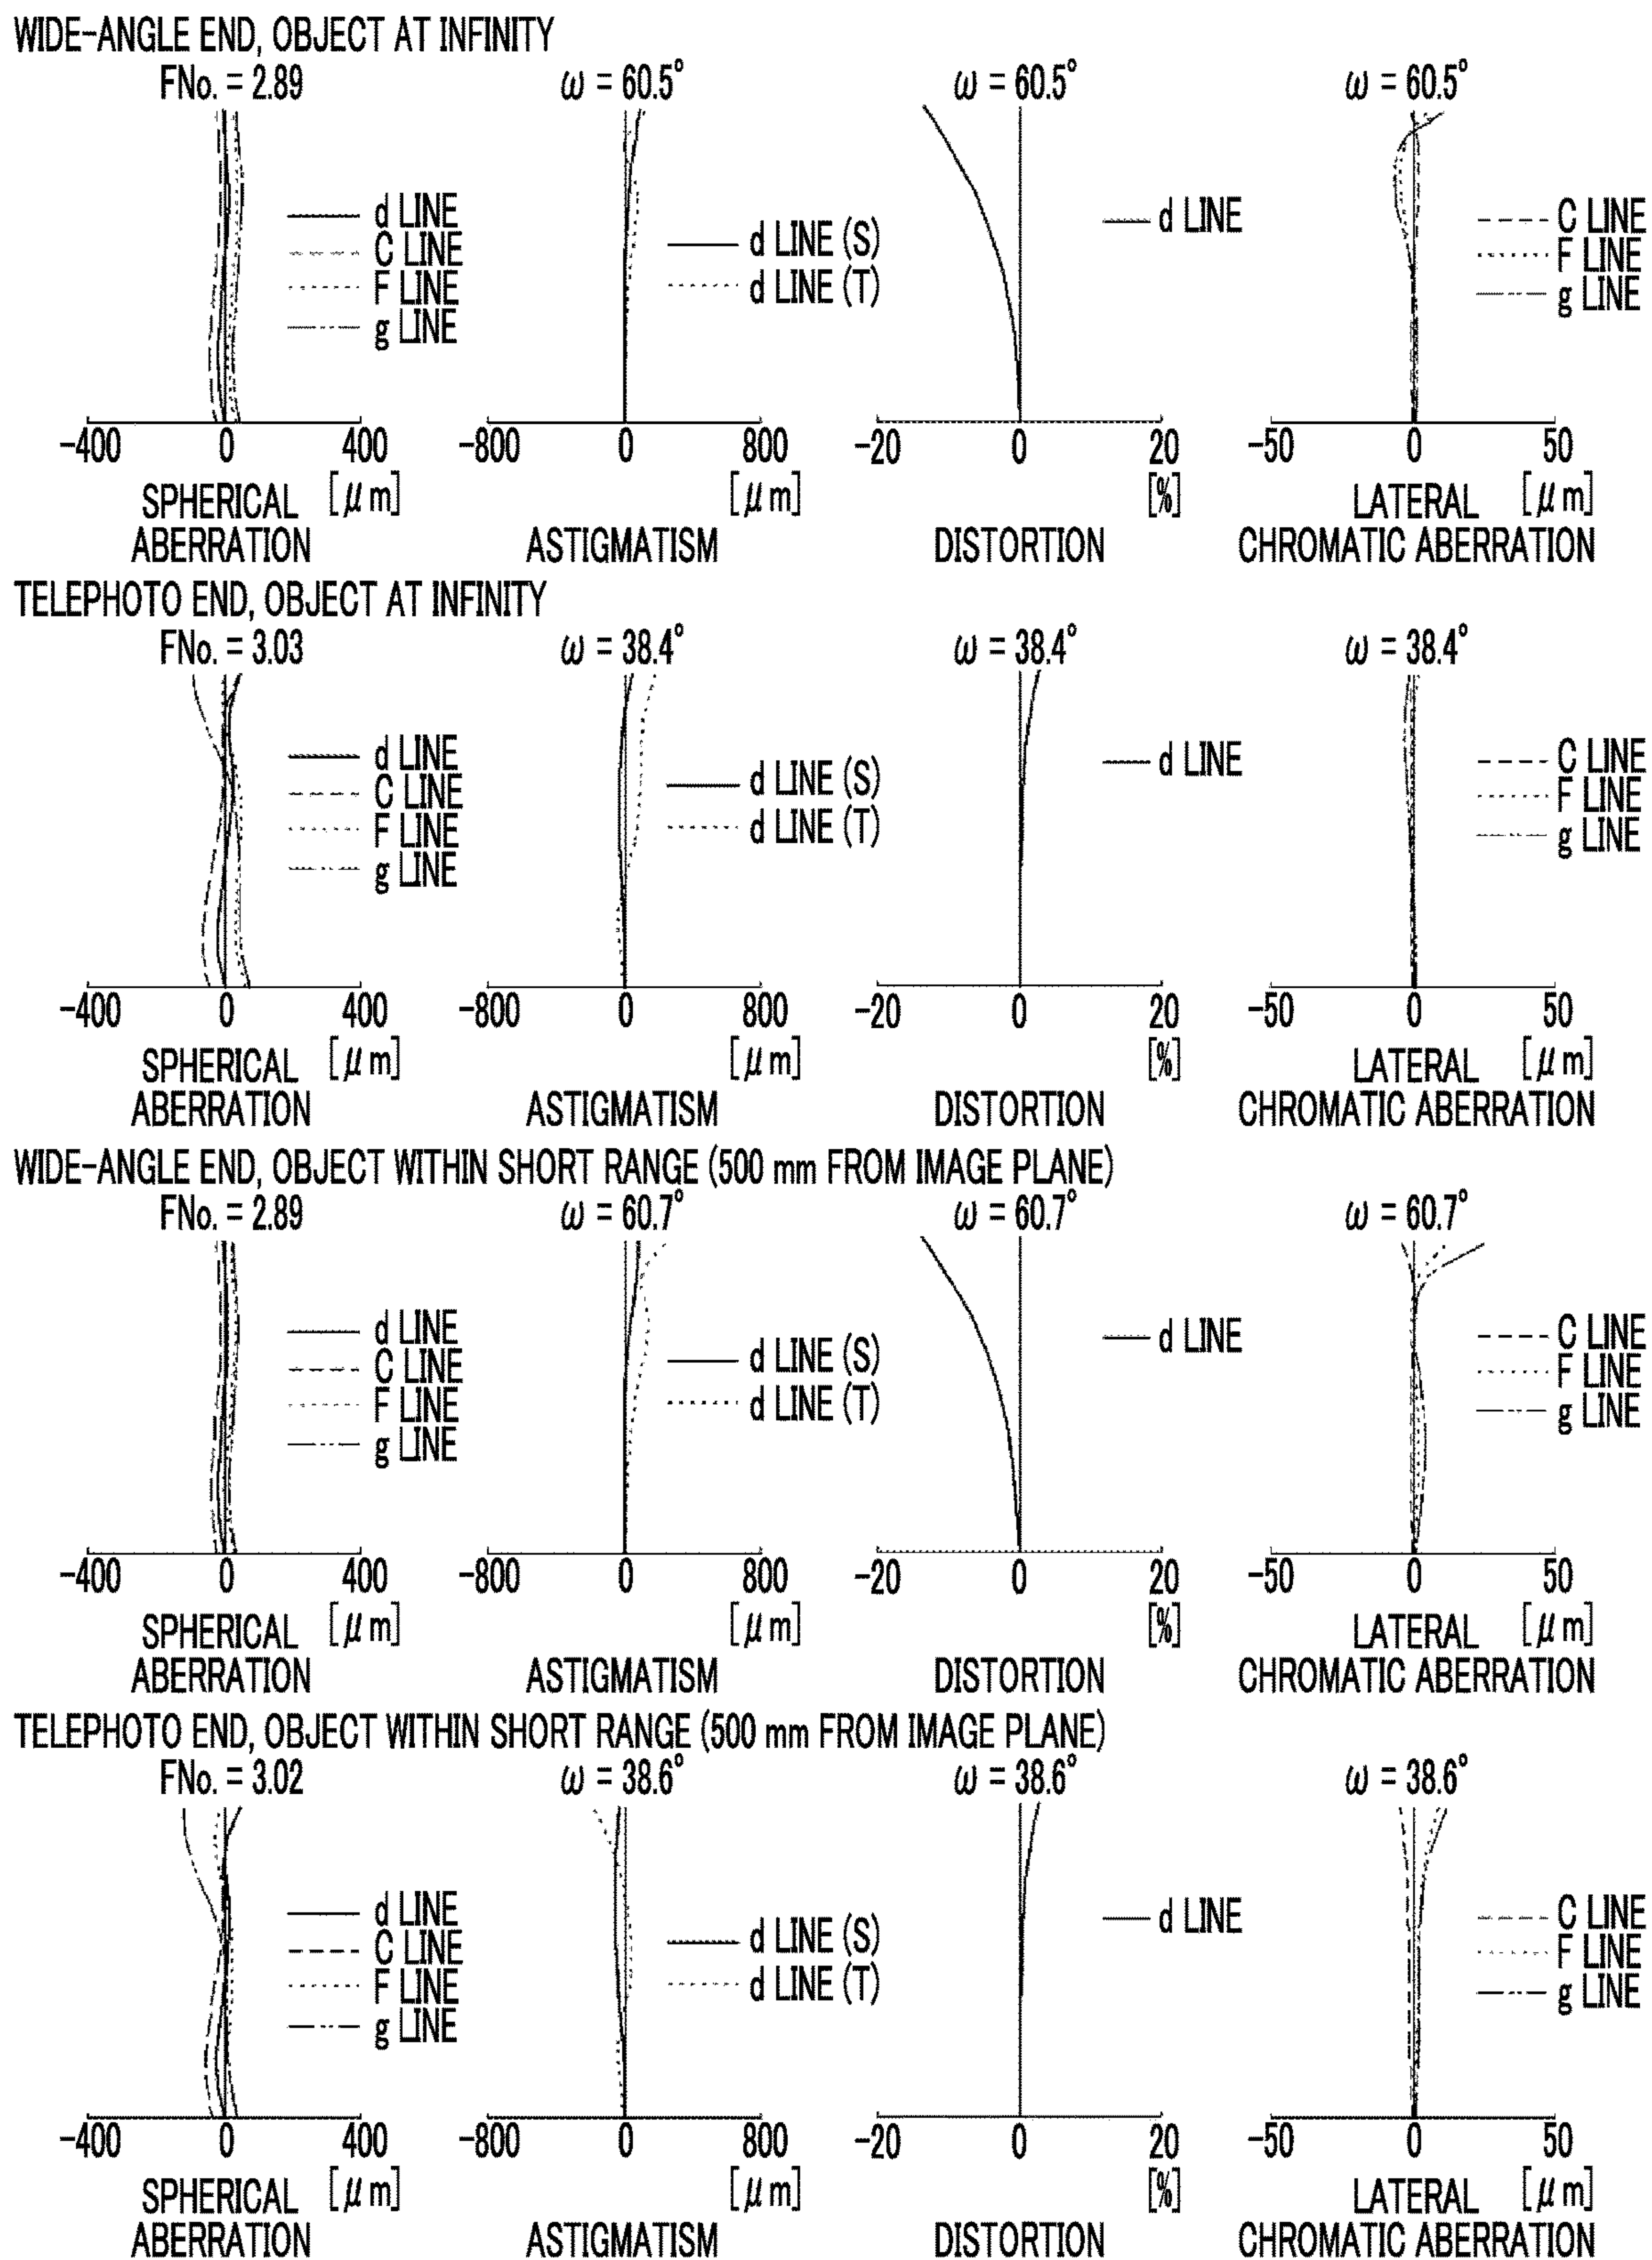 WIDE-ANGLE END, OBJECT AT INFINITY
FNo. = 2.89
ω = 60.5°
ω = 60.5°
ω = 60.5°
d LINE
C LINE
F LINE
g LINE
d LINE (S)
d LINE (T)
d LINE
C LINE
F LINE
g LINE
-400 0 400
-800 0 800
-20 0 20
-50 0 50
SPHERICAL [μm]
ABERRATION
[μm]
ASTIGMATISM
[%]
DISTORTION
LATERAL [μm]
CHROMATIC ABERRATION
TELEPHOTO END, OBJECT AT INFINITY
FNo. = 3.03
ω = 38.4°
ω = 38.4°
ω = 38.4°
d LINE
C LINE
F LINE
g LINE
d LINE (S)
d LINE (T)
d LINE
C LINE
F LINE
g LINE
-400 0 400
-800 0 800
-20 0 20
-50 0 50
SPHERICAL [μm]
ABERRATION
[μm]
ASTIGMATISM
[%]
DISTORTION
LATERAL [μm]
CHROMATIC ABERRATION
WIDE-ANGLE END, OBJECT WITHIN SHORT RANGE (500 mm FROM IMAGE PLANE)
FNo. = 2.89
ω = 60.7°
ω = 60.7°
ω = 60.7°
d LINE
C LINE
F LINE
g LINE
d LINE (S)
d LINE (T)
d LINE
C LINE
F LINE
g LINE
-400 0 400
-800 0 800
-20 0 20
-50 0 50
SPHERICAL [μm]
ABERRATION
[μm]
ASTIGMATISM
[%]
DISTORTION
LATERAL [μm]
CHROMATIC ABERRATION
TELEPHOTO END, OBJECT WITHIN SHORT RANGE (500 mm FROM IMAGE PLANE)
FNo. = 3.02
ω = 38.6°
ω = 38.6°
ω = 38.6°
d LINE
C LINE
F LINE
g LINE
d LINE (S)
d LINE (T)
d LINE
C LINE
F LINE
g LINE
-400 0 400
-800 0 800
-20 0 20
-50 0 50
SPHERICAL [μm]
ABERRATION
[μm]
ASTIGMATISM
[%]
DISTORTION
LATERAL [μm]
CHROMATIC ABERRATION